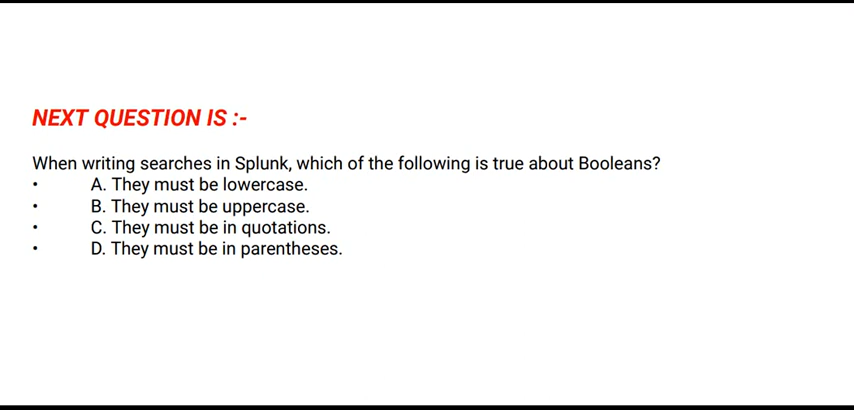 NEXT QUESTION IS :-
When writing searches in Splunk, which of the following is true about Booleans?
• A. They must be lowercase.
• B. They must be uppercase.
• C. They must be in quotations.
• D. They must be in parentheses.